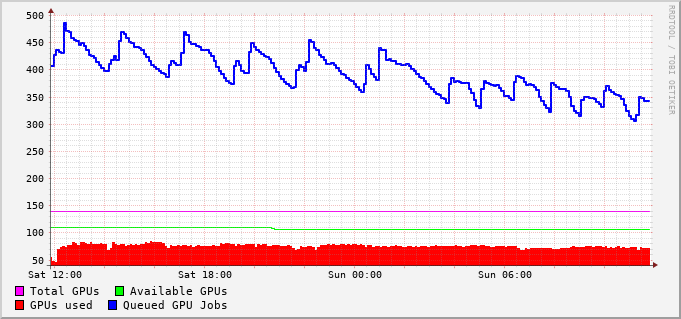 500
450
400
350
300
250
200
150
100
50
RRDTOOL / TOBI OETIKER
Sat 12:00 Sat 18:00 Sun 00:00 Sun 06:00
Total GPUs Available GPUs
GPUs used Queued GPU Jobs